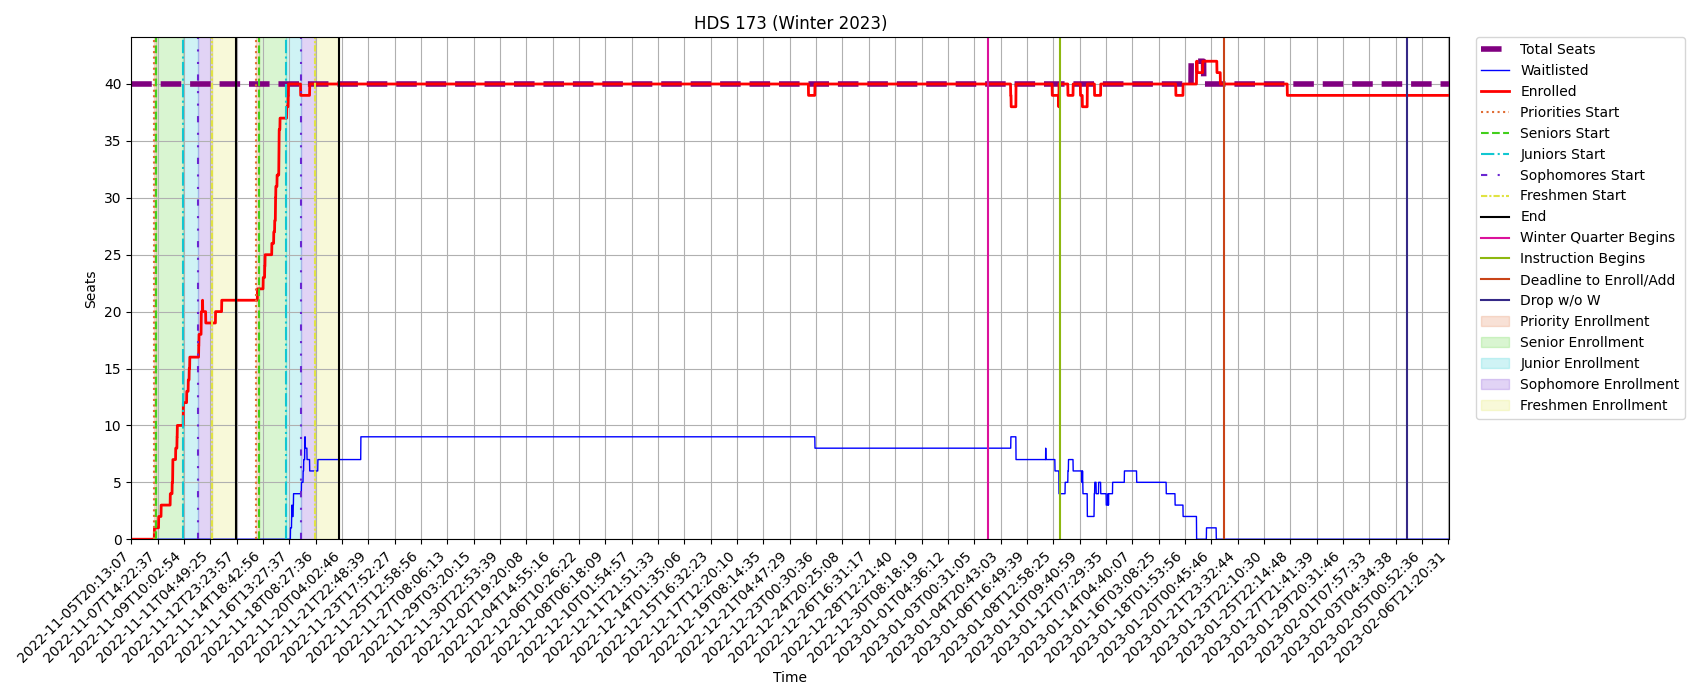 HDS 173 (Winter 2023)
Seats
40
35
30
25
20
15
10
5
0
2022-11-05T20:13:07
2022-11-07T14:22:37
2022-11-09T10:02:54
2022-11-11T04:49:25
2022-11-12T23:23:57
2022-11-14T18:42:56
2022-11-16T13:27:37
2022-11-18T08:27:36
2022-11-20T04:02:46
2022-11-21T22:48:39
2022-11-23T17:52:27
2022-11-25T12:58:56
2022-11-27T08:06:13
2022-11-29T03:20:15
2022-11-30T22:53:39
2022-12-02T19:20:08
2022-12-04T14:55:16
2022-12-06T10:26:22
2022-12-08T06:18:09
2022-12-10T01:54:57
2022-12-11T21:51:33
2022-12-14T01:35:06
2022-12-15T16:32:23
2022-12-17T12:20:10
2022-12-19T08:14:35
2022-12-21T04:47:29
2022-12-23T00:30:36
2022-12-24T20:25:08
2022-12-26T16:31:17
2022-12-28T12:21:40
2022-12-30T08:18:19
2023-01-01T04:36:12
2023-01-03T00:31:05
2023-01-04T20:43:03
2023-01-06T16:49:39
2023-01-08T12:58:25
2023-01-10T09:40:59
2023-01-12T07:29:35
2023-01-14T04:40:07
2023-01-16T03:08:25
2023-01-18T01:53:56
2023-01-20T00:45:46
2023-01-21T23:32:44
2023-01-23T22:10:30
2023-01-25T22:14:48
2023-01-27T21:41:39
2023-01-29T20:31:46
2023-02-01T07:57:33
2023-02-03T04:34:38
2023-02-05T00:52:36
2023-02-06T21:20:31
Time
Total Seats
Waitlisted
Enrolled
Priorities Start
Seniors Start
Juniors Start
Sophomores Start
Freshmen Start
End
Winter Quarter Begins
Instruction Begins
Deadline to Enroll/Add
Drop w/o W
Priority Enrollment
Senior Enrollment
Junior Enrollment
Sophomore Enrollment
Freshmen Enrollment